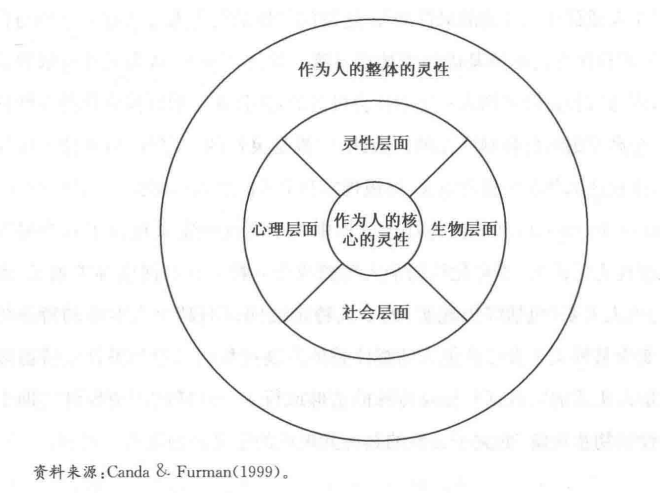 作为人的整体的灵性
灵性层面
心理层面
作为人的核
心的灵性
生物层面
社会层面
资料来源:Canda & Furman(1999)。